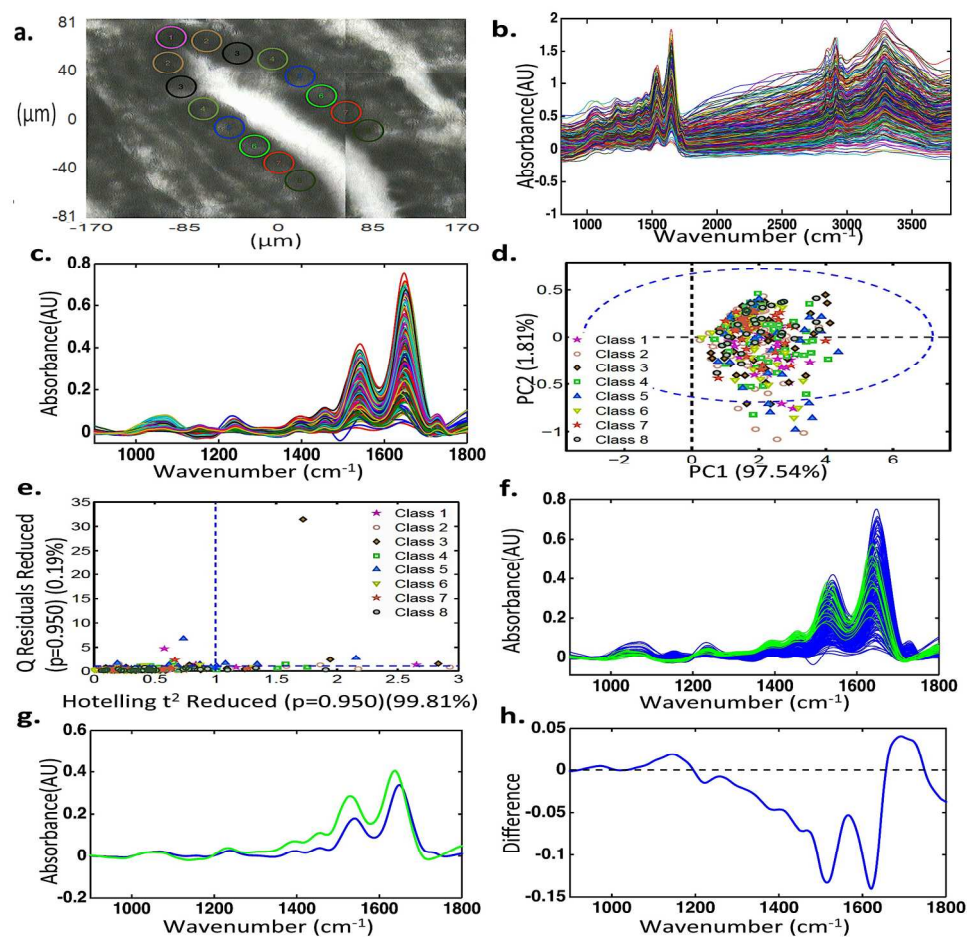 a.
81
40
(µm)
0
-40
-81
-170
-85
0
85
170
(µm)
1
2
3
4
6
2
3
4
6
b.
2
1.5
1
0.5
0
-0.5
-1
Absorbance(AU)
1000
1500
2000
2500
3000
3500
Wavenumber (cm⁻¹)
c.
0.8
0.6
0.4
0.2
0
Absorbance(AU)
1000
1200
1400
1600
1800
Wavenumber (cm⁻¹)
d.
0.5
0
-0.5
-1
PC2 (1.81%)
Class 1
Class 2
Class 3
Class 4
Class 5
Class 6
Class 7
Class 8
−2
0
2
4
6
PC1 (97.54%)
e.
35
30
25
20
15
10
5
0
Q Residuals Reduced
(p=0.950) (0.19%)
Class 1
Class 2
Class 3
Class 4
Class 5
Class 6
Class 7
Class 8
0
0.5
1
1.5
2
2.5
3
Hotelling t² Reduced (p=0.950)(99.81%)
f.
0.8
0.6
0.4
0.2
0
Absorbance(AU)
1000
1200
1400
1600
1800
Wavenumber (cm⁻¹)
g.
0.6
0.4
0.2
0
-0.2
Absorbance(AU)
1000
1200
1400
1600
1800
Wavenumber (cm⁻¹)
h.
0.05
0
-0.05
-0.1
-0.15
Difference
1000
1200
1400
1600
1800
Wavenumber (cm⁻¹)